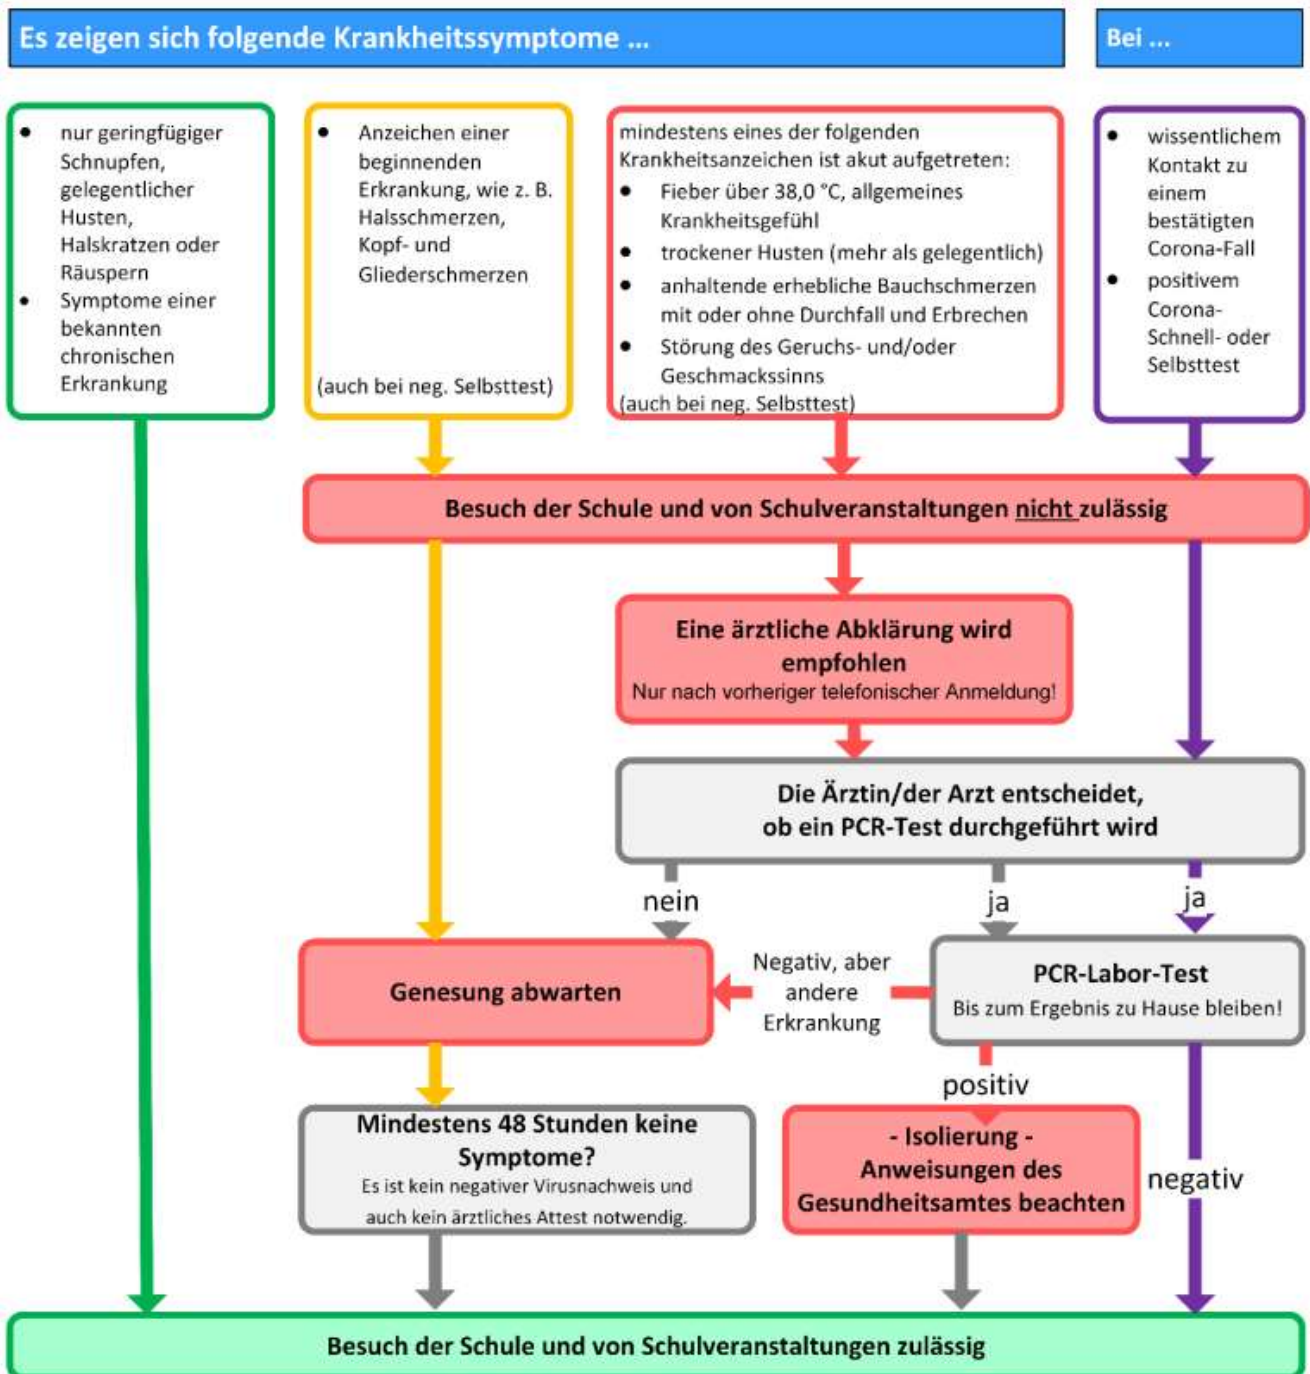 Es zeigen sich folgende Krankheitssymptome ...
Bei ...
• nur geringfügiger
Schnupfen,
gelegentlicher
Husten,
Halskratzen oder
Räuspern
• Symptome einer
bekannten
chronischen
Erkrankung
• Anzeichen einer
beginnenden
Erkrankung, wie z. B.
Halsschmerzen,
Kopf- und
Gliederschmerzen
(auch bei neg. Selbsttest)
mindestens eines der folgenden
Krankheitsanzeichen ist akut aufgetreten:
• Fieber über 38,0 °C, allgemeines
Krankheitsgefühl
• trockener Husten (mehr als gelegentlich)
• anhaltende erhebliche Bauchschmerzen
mit oder ohne Durchfall und Erbrechen
• Störung des Geruchs- und/oder
Geschmackssinns
(auch bei neg. Selbsttest)
• wissentlichem
Kontakt zu
einem
bestätigten
Corona-Fall
• positivem
Corona-
Schnell- oder
Selbsttest
Besuch der Schule und von Schulveranstaltungen nicht zulässig
Eine ärztliche Abklärung wird
empfohlen
Nur nach vorheriger telefonischer Anmeldung!
Die Ärztin/der Arzt entscheidet,
ob ein PCR-Test durchgeführt wird
nein
ja
ja
Genesung abwarten
Negativ, aber
andere
Erkrankung
PCR-Labor-Test
Bis zum Ergebnis zu Hause bleiben!
positiv
Mindestens 48 Stunden keine
Symptome?
Es ist kein negativer Virusnachweis und
auch kein ärztliches Attest notwendig.
- Isolierung -
Anweisungen des
Gesundheitsamtes beachten
negativ
Besuch der Schule und von Schulveranstaltungen zulässig